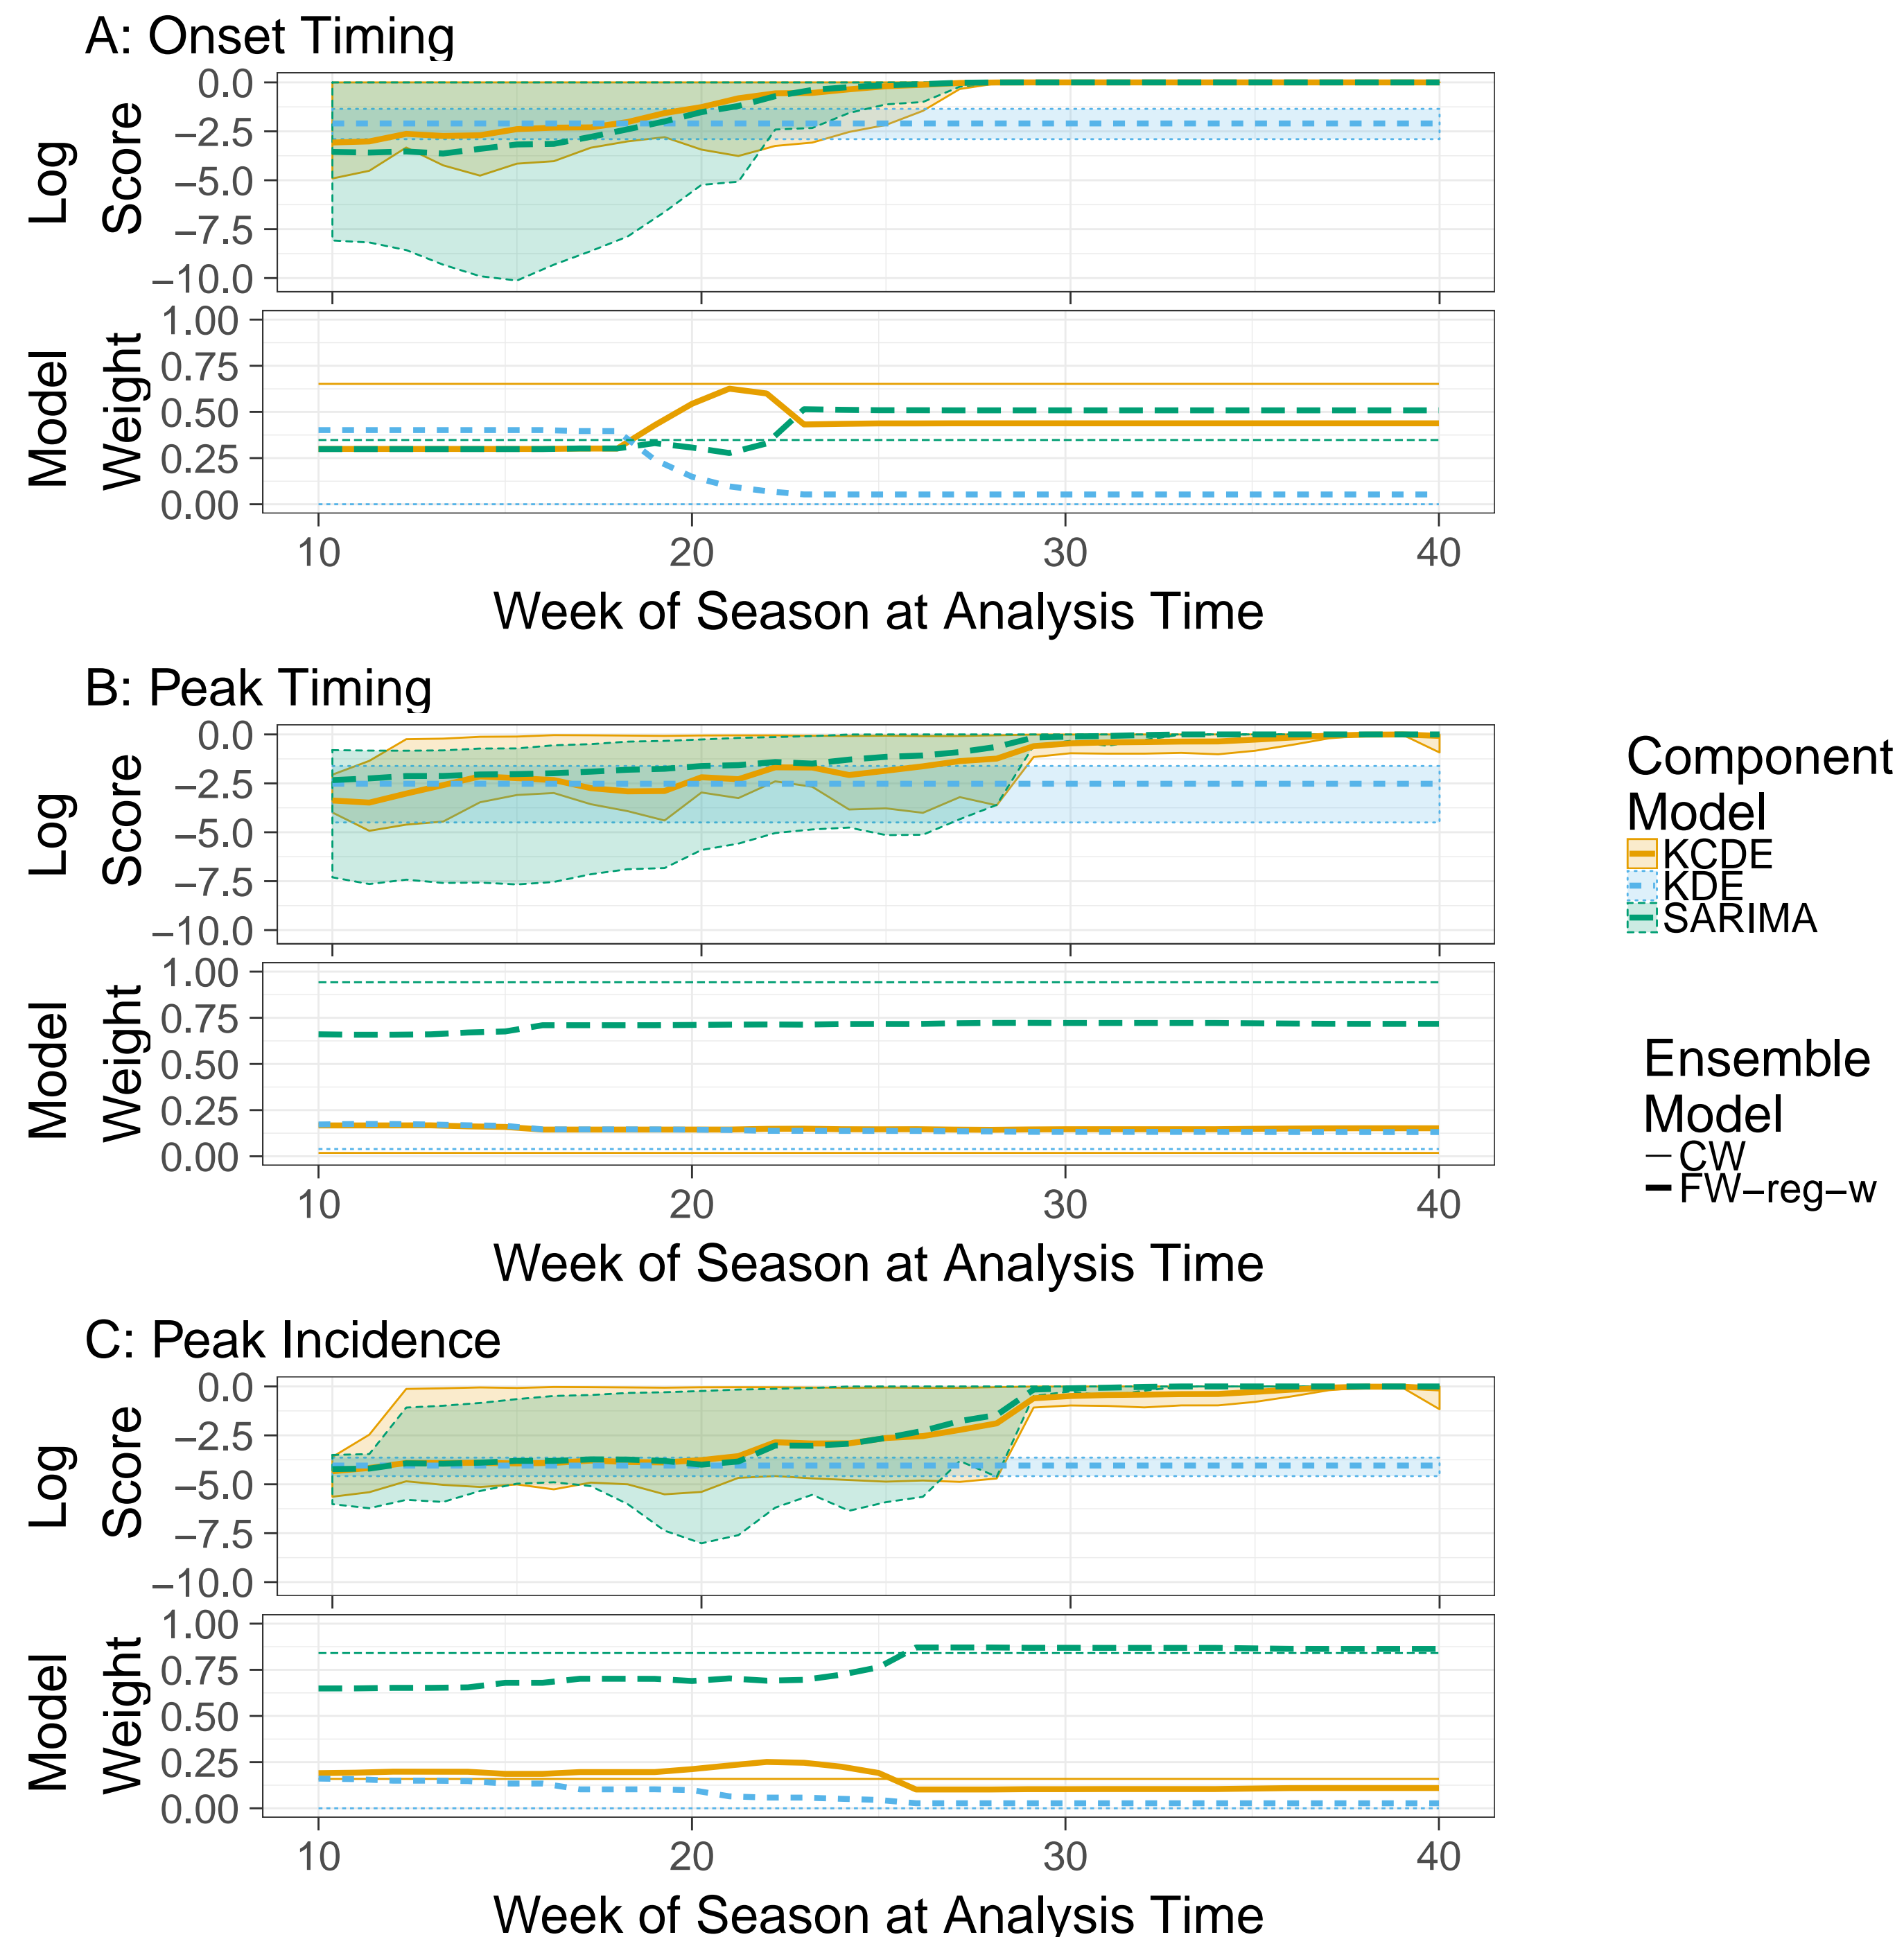 A: Onset Timing
Log
Score
0.0
−2.5
−5.0
−7.5
−10.0
Model
Weight
1.00
0.75
0.50
0.25
0.00
10 20 30 40
Week of Season at Analysis Time
B: Peak Timing
Log
Score
0.0
−2.5
−5.0
−7.5
−10.0
Model
Weight
1.00
0.75
0.50
0.25
0.00
10 20 30 40
Week of Season at Analysis Time
Component
Model
KCDE
KDE
SARIMA
Ensemble
Model
CW
FW−reg−w
C: Peak Incidence
Log
Score
0.0
−2.5
−5.0
−7.5
−10.0
Model
Weight
1.00
0.75
0.50
0.25
0.00
10 20 30 40
Week of Season at Analysis Time